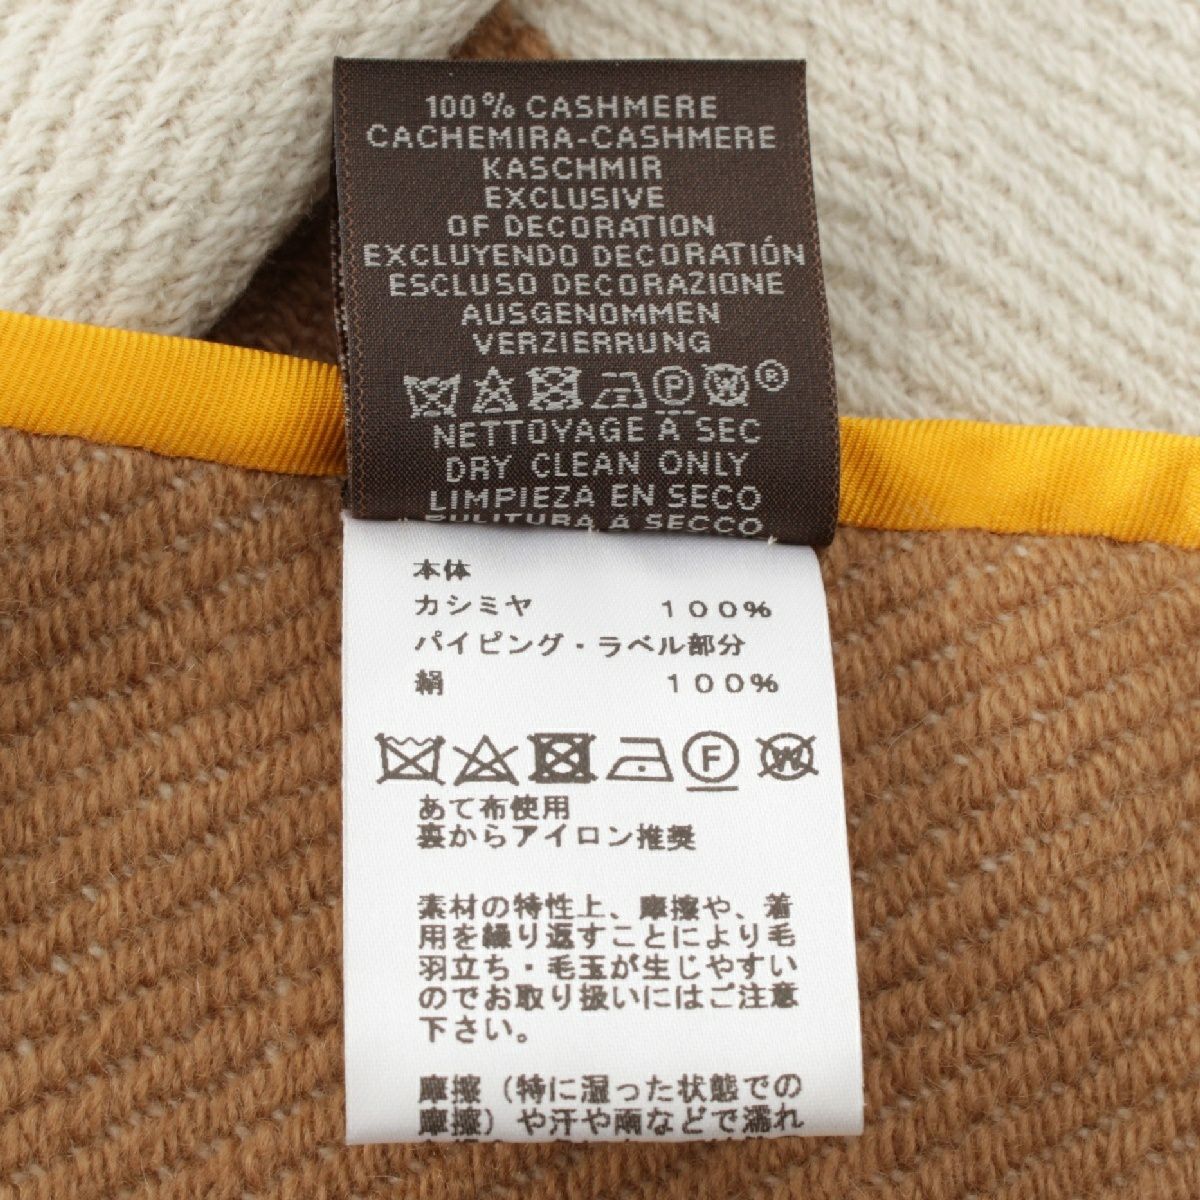 100% CASHMERE
CACHEMIRA-CASHMERE
KASCHMIR
EXCLUSIVE
OF DECORATION
EXCLUYENDO DECORATIÓN
ESCLUSO DECORAZIONE
AUSGENOMMEN
VERZIERRUNG
P W ®
NETTOYAGE A SEC
DRY CLEAN ONLY
LIMPIEZA EN SECO
PULITURA A SECCO
本体
カシミヤ 100%
パイピング・ラベル部分
絹 100%
F W
あて布使用
裏からアイロン推奨
素材の特性上、摩擦や、着
用を繰り返すことにより毛
羽立ち・毛玉が生じやすい
のでお取り扱いにはご注意
下さい。
摩擦（特に湿った状態での
摩擦）や汗や雨などで濡れ